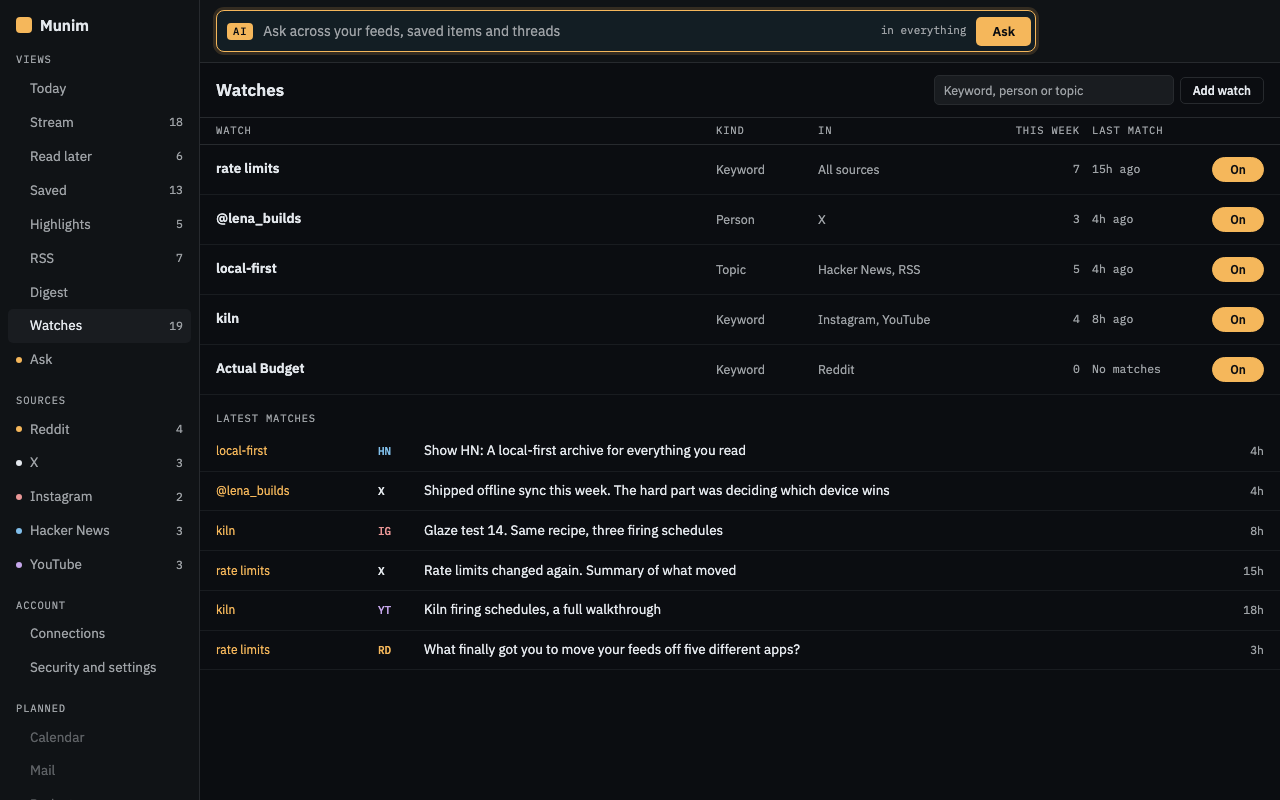 Munim
VIEWS
Today
Stream 18
Read later 6
Saved 13
Highlights 5
RSS 7
Digest
Watches 19
Ask
SOURCES
Reddit 4
X 3
Instagram 2
Hacker News 3
YouTube 3
ACCOUNT
Connections
Security and settings
PLANNED
Calendar
Mail
AI Ask across your feeds, saved items and threads in everything Ask
Watches Keyword, person or topic Add watch
WATCH KIND IN THIS WEEK LAST MATCH
rate limits Keyword All sources 7 15h ago On
@lena_builds Person X 3 4h ago On
local-first Topic Hacker News, RSS 5 4h ago On
kiln Keyword Instagram, YouTube 4 8h ago On
Actual Budget Keyword Reddit 0 No matches On
LATEST MATCHES
local-first HN Show HN: A local-first archive for everything you read 4h
@lena_builds X Shipped offline sync this week. The hard part was deciding which device wins 4h
kiln IG Glaze test 14. Same recipe, three firing schedules 8h
rate limits X Rate limits changed again. Summary of what moved 15h
kiln YT Kiln firing schedules, a full walkthrough 18h
rate limits RD What finally got you to move your feeds off five different apps? 3h